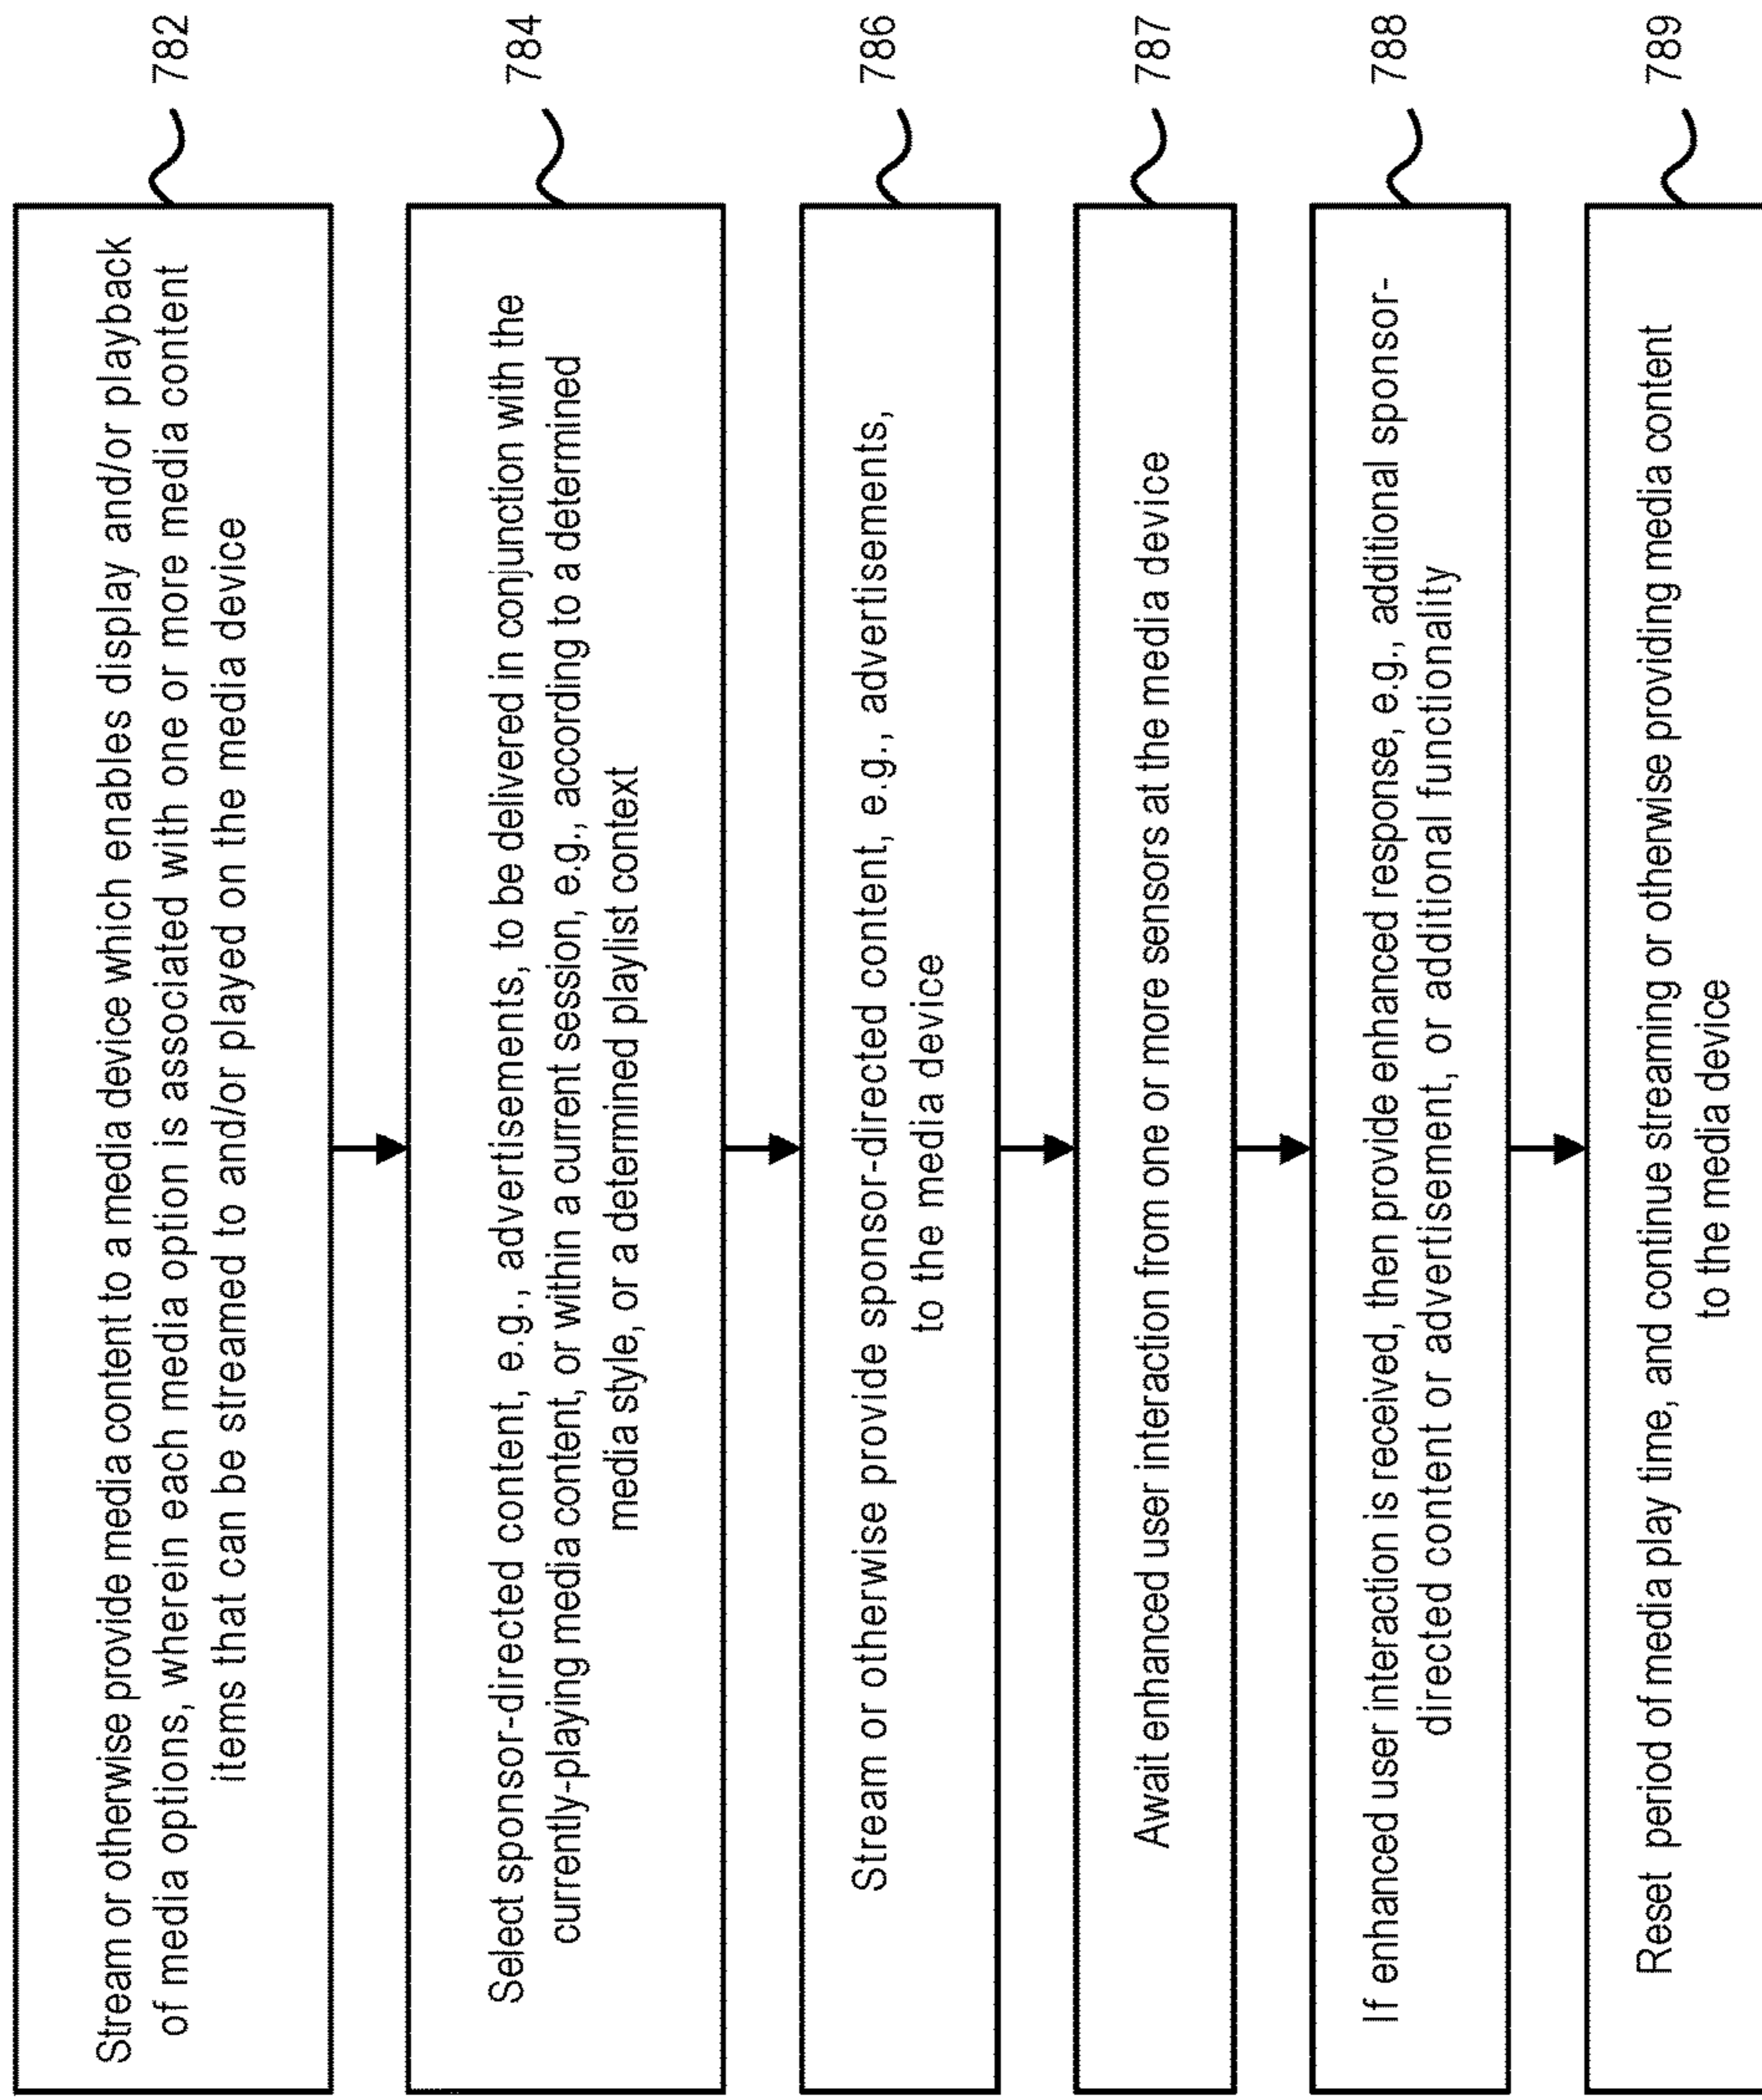 Stream or otherwise provide media content to a media device which enables display and/or playback
of media options, wherein each media option is associated with one or more media content
items that can be streamed to and/or played on the media device
782
Select sponsor-directed content, e.g., advertisements, to be delivered in conjunction with the
currently-playing media content, or within a current session, e.g., according to a determined
media style, or a determined playlist context
784
Stream or otherwise provide sponsor-directed content, e.g., advertisements,
to the media device
786
Await enhanced user interaction from one or more sensors at the media device
787
If enhanced user interaction is received, then provide enhanced response, e.g., additional sponsor-
directed content or advertisement, or additional functionality
788
Reset period of media play time, and continue streaming or otherwise providing media content
to the media device
789